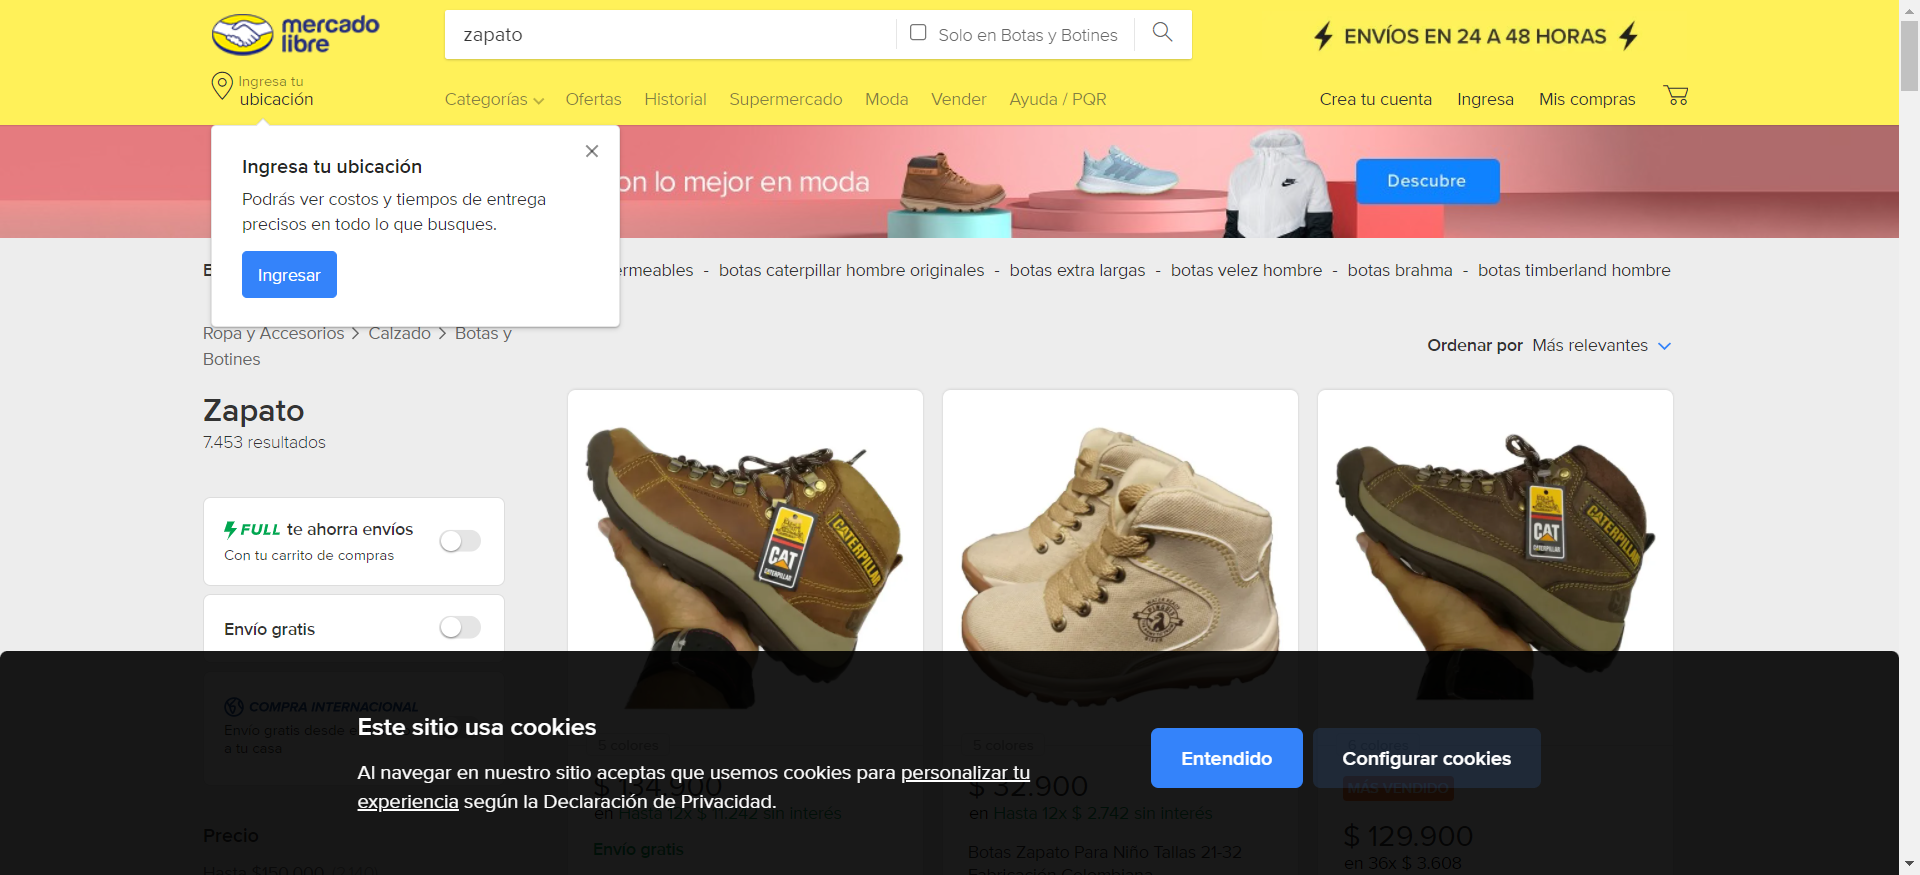 mercado
libre
zapato
Solo en Botas y Botines
ENVÍOS EN 24 A 48 HORAS
Ingresa tu
ubicación
Categorías
Ofertas
Historial
Supermercado
Moda
Vender
Ayuda / PQR
Crea tu cuenta
Ingresa
Mis compras
Ingresa tu ubicación
Podrás ver costos y tiempos de entrega
precisos en todo lo que busques.
Ingresar
on lo mejor en moda
Descubre
ermeables - botas caterpillar hombre originales - botas extra largas - botas velez hombre - botas brahma - botas timberland hombre
Ropa y Accesorios > Calzado > Botas y
Botines
Ordenar por Más relevantes
Zapato
7.453 resultados
FULL te ahorra envíos
Con tu carrito de compras
Envío gratis
CATERPILLAR
CAT
CATERPILLAR
CATERPILLAR
CAT
COMPRA INTERNACIONAL
Envío gratis desde
a tu casa
Este sitio usa cookies
Al navegar en nuestro sitio aceptas que usemos cookies para personalizar tu
experiencia según la Declaración de Privacidad.
Entendido
Configurar cookies
5 colores
$ 134.900
en Hasta 12x $ 11.242 sin interés
Envío gratis
5 colores
$ 32.900
en Hasta 12x $ 2.742 sin interés
Botas Zapato Para Niño Tallas 21-32
Fabricación Colombiana
MÁS VENDIDO
$ 129.900
en 36x $ 3.608
Precio
Hasta $150.000